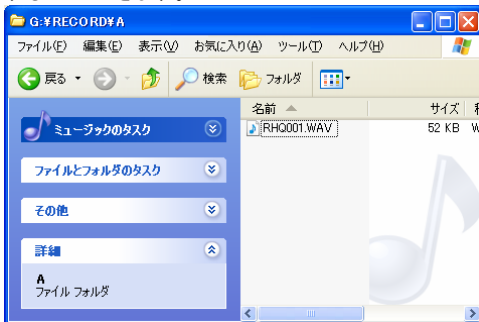 G:¥RECORD¥A
ファイル(F) 編集(E) 表示(V) お気に入り(A) ツール(T) ヘルプ(H)
戻る 検索 フォルダ
名前 サイズ
ミュージックのタスク
RHQ001.WAV 52 KB W
ファイルとフォルダのタスク
その他
詳細
A
ファイル フォルダ